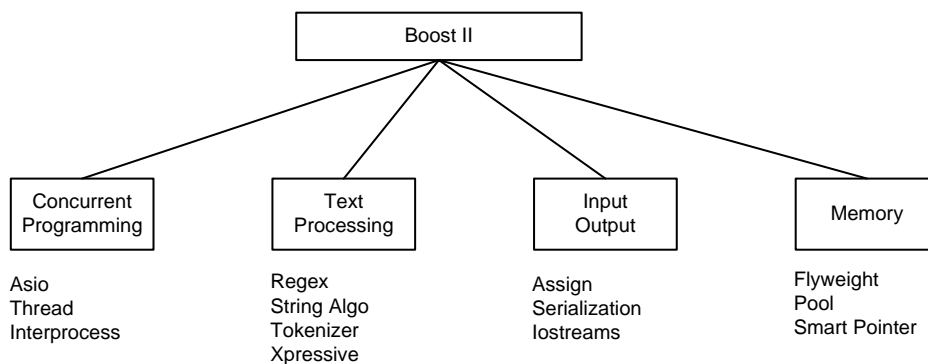 Boost II
Concurrent
Programming
Text
Processing
Input
Output
Memory
Asio
Thread
Interprocess
Regex
String Algo
Tokenizer
Xpressive
Assign
Serialization
Iostreams
Flyweight
Pool
Smart Pointer